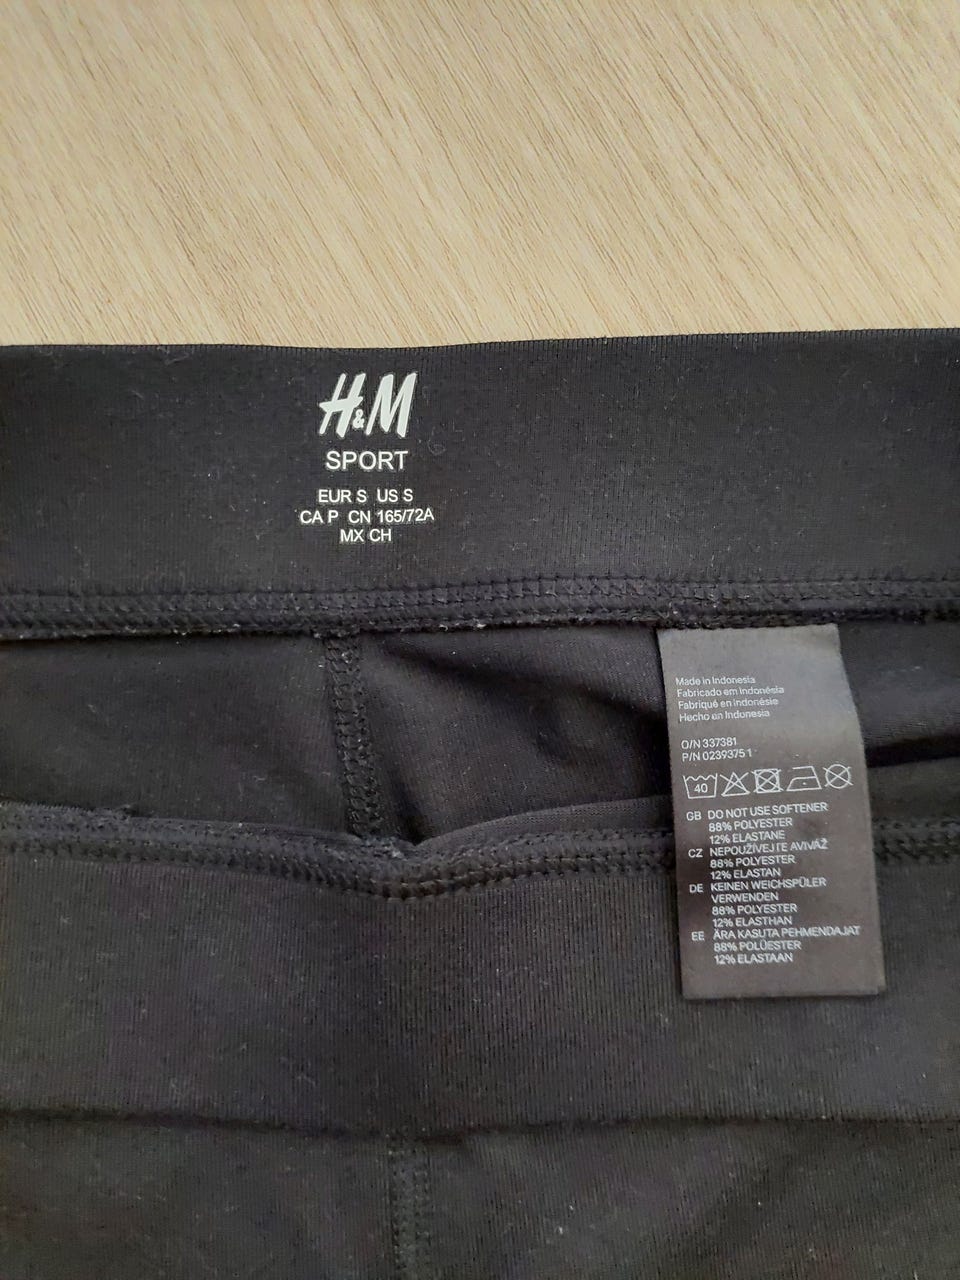 H&M
SPORT
EUR S US S
CA P CN 165/72A
MX CH
Made in Indonesia
Fabricado em Indonésia
Fabriqué en Indonésie
Hecho en Indonesia
O/N 337381
P/N 0239375 1
40
GB DO NOT USE SOFTENER
88% POLYESTER
12% ELASTANE
CZ NEPOUŽÍVEJTE AVIVÁŽ
88% POLYESTER
12% ELASTAN
DE KEINEN WEICHSPÜLER
VERWENDEN
88% POLYESTER
12% ELASTHAN
EE ÄRA KASUTA PEHMENDAJAT
88% POLÜESTER
12% ELASTAAN